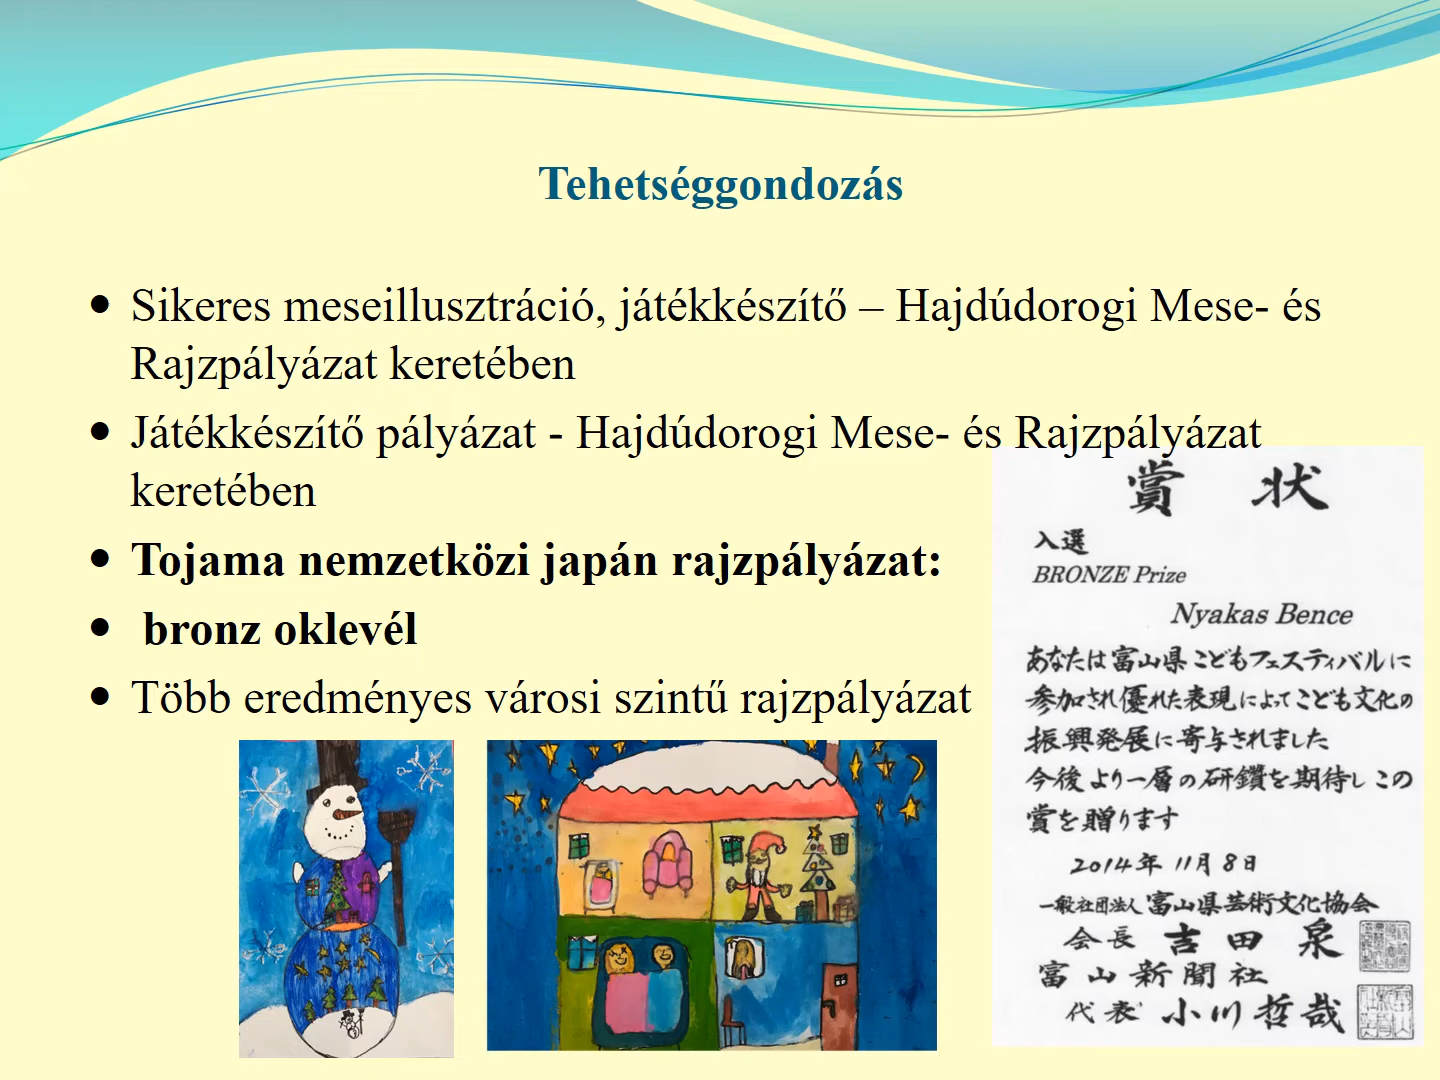 Tehetséggondozás
• Sikeres meseillusztráció, játékkészítő – Hajdúdorogi Mese- és
Rajzpályázat keretében
• Játékkészítő pályázat - Hajdúdorogi Mese- és Rajzpályázat
keretében
• Tojama nemzetközi japán rajzpályázat:
• bronz oklevél
• Több eredményes városi szintű rajzpályázat
賞 状
入選
BRONZE Prize
Nyakas Bence
あなたは富山県こどもフェスティバルに
参加され優れた表現によってこども文化の
振興発展に寄与されました
今後より一層の研鑽を期待しこの
賞を贈ります
2014年 11月 8日
一般社団法人 富山県芸術文化協会
会長 吉田 泉
富山新聞社
代表 小川哲哉